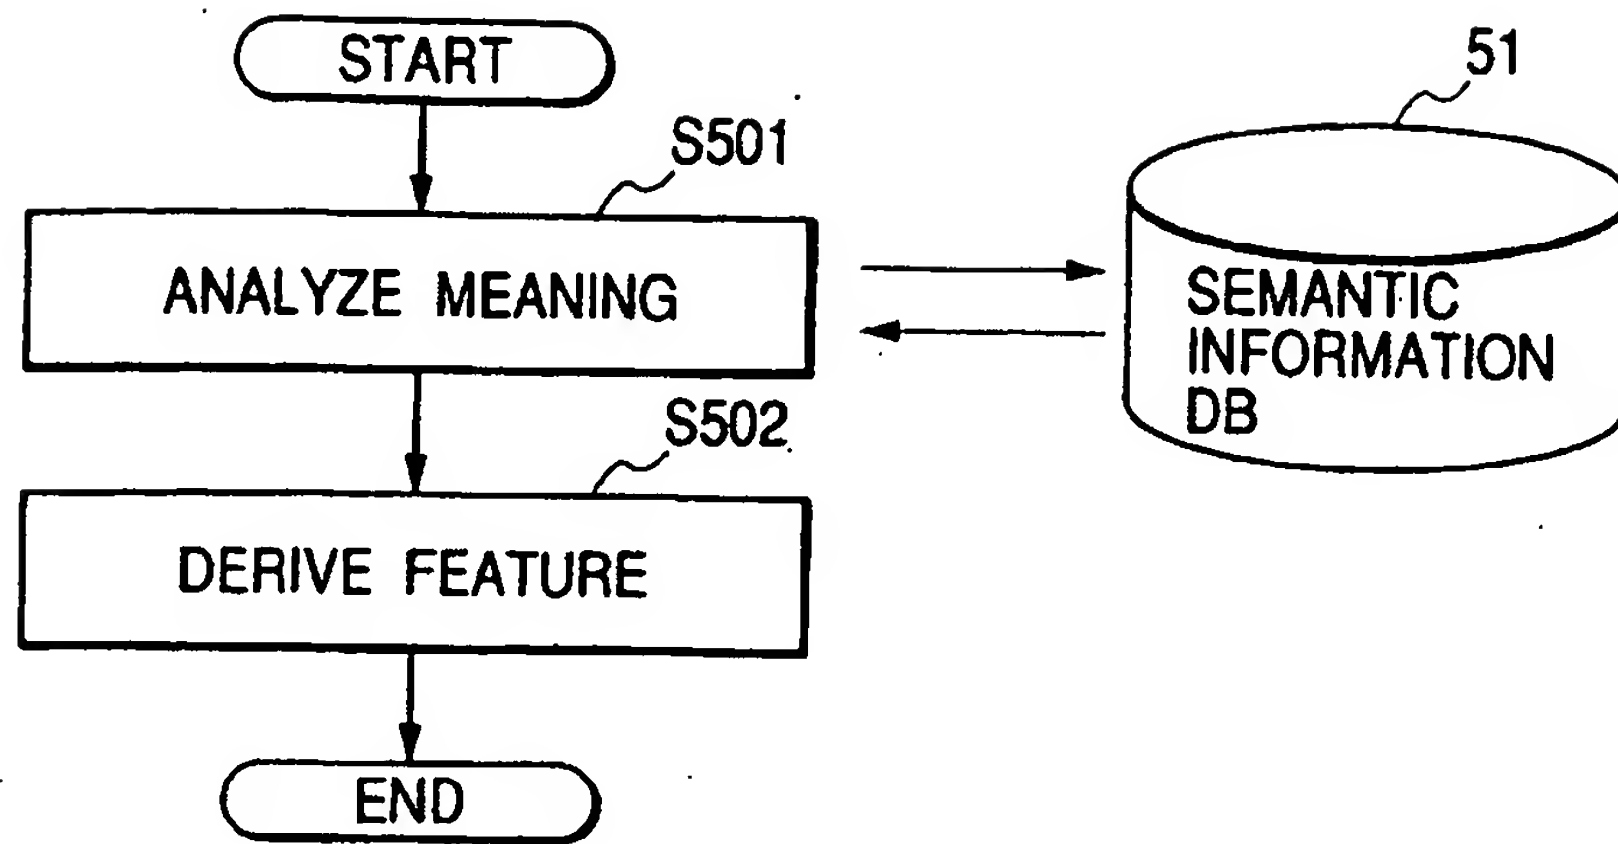 START
S501
ANALYZE MEANING
S502
DERIVE FEATURE
END
51
SEMANTIC
INFORMATION
DB